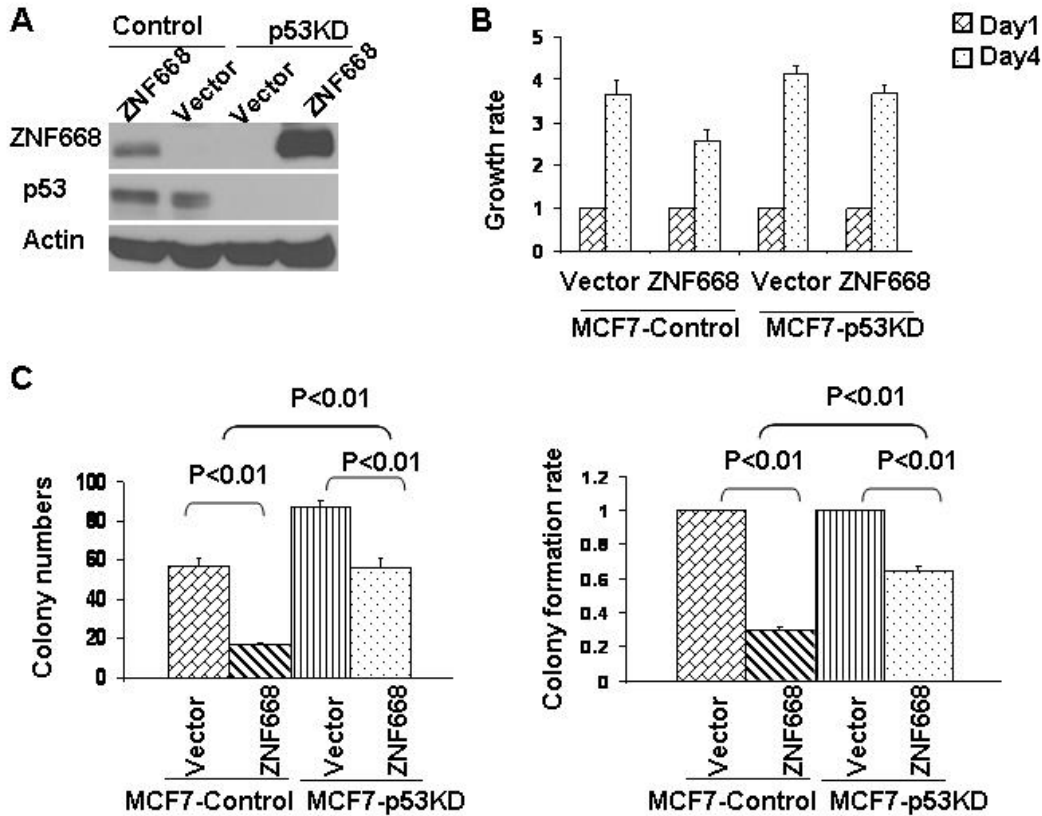 A
Control p53KD
ZNF668 Vector Vector ZNF668
ZNF668
p53
Actin
B
Day1
Day4
Growth rate
5
4
3
2
1
0
Vector ZNF668 Vector ZNF668
MCF7-Control MCF7-p53KD
C
P<0.01
P<0.01 P<0.01
Colony numbers
100
80
60
40
20
0
Vector ZNF668 Vector ZNF668
MCF7-Control MCF7-p53KD
P<0.01
P<0.01 P<0.01
Colony formation rate
1.2
1
0.8
0.6
0.4
0.2
0
Vector ZNF668 Vector ZNF668
MCF7-Control MCF7-p53KD